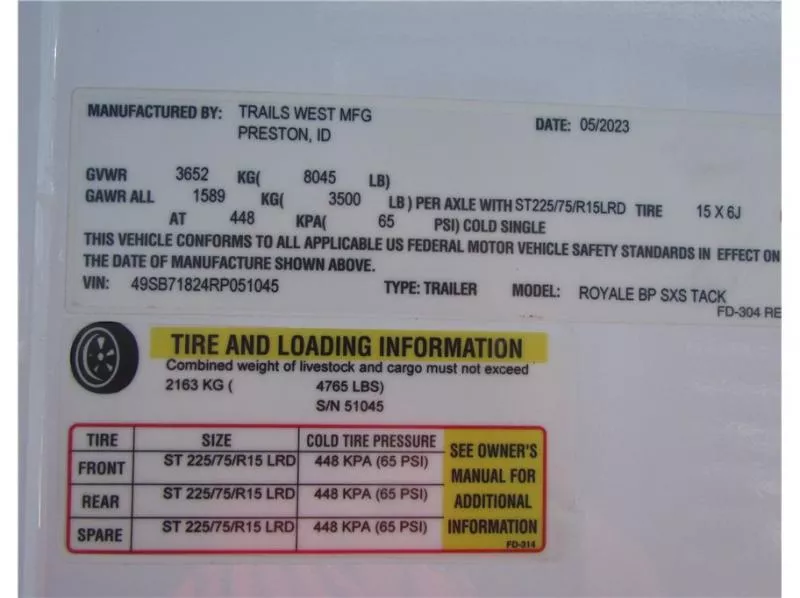 MANUFACTURED BY: TRAILS WEST MFG DATE: 05/2023
PRESTON, ID
GVWR 3652 KG( 8045 LB)
GAWR ALL 1589 KG( 3500 LB) PER AXLE WITH ST225/75/R15LRD TIRE 15 X 6J
AT 448 KPA( 65 PSI) COLD SINGLE
THIS VEHICLE CONFORMS TO ALL APPLICABLE US FEDERAL MOTOR VEHICLE SAFETY STANDARDS IN EFFECT ON
THE DATE OF MANUFACTURE SHOWN ABOVE.
VIN: 49SB71824RP051045 TYPE: TRAILER MODEL: ROYALE BP SXS TACK
FD-304 RE
TIRE AND LOADING INFORMATION
Combined weight of livestock and cargo must not exceed
2163 KG ( 4765 LBS)
S/N 51045
TIRE SIZE COLD TIRE PRESSURE
FRONT ST 225/75/R15 LRD 448 KPA (65 PSI)
REAR ST 225/75/R15 LRD 448 KPA (65 PSI)
SPARE ST 225/75/R15 LRD 448 KPA (65 PSI)
SEE OWNER'S
MANUAL FOR
ADDITIONAL
INFORMATION
FD-314